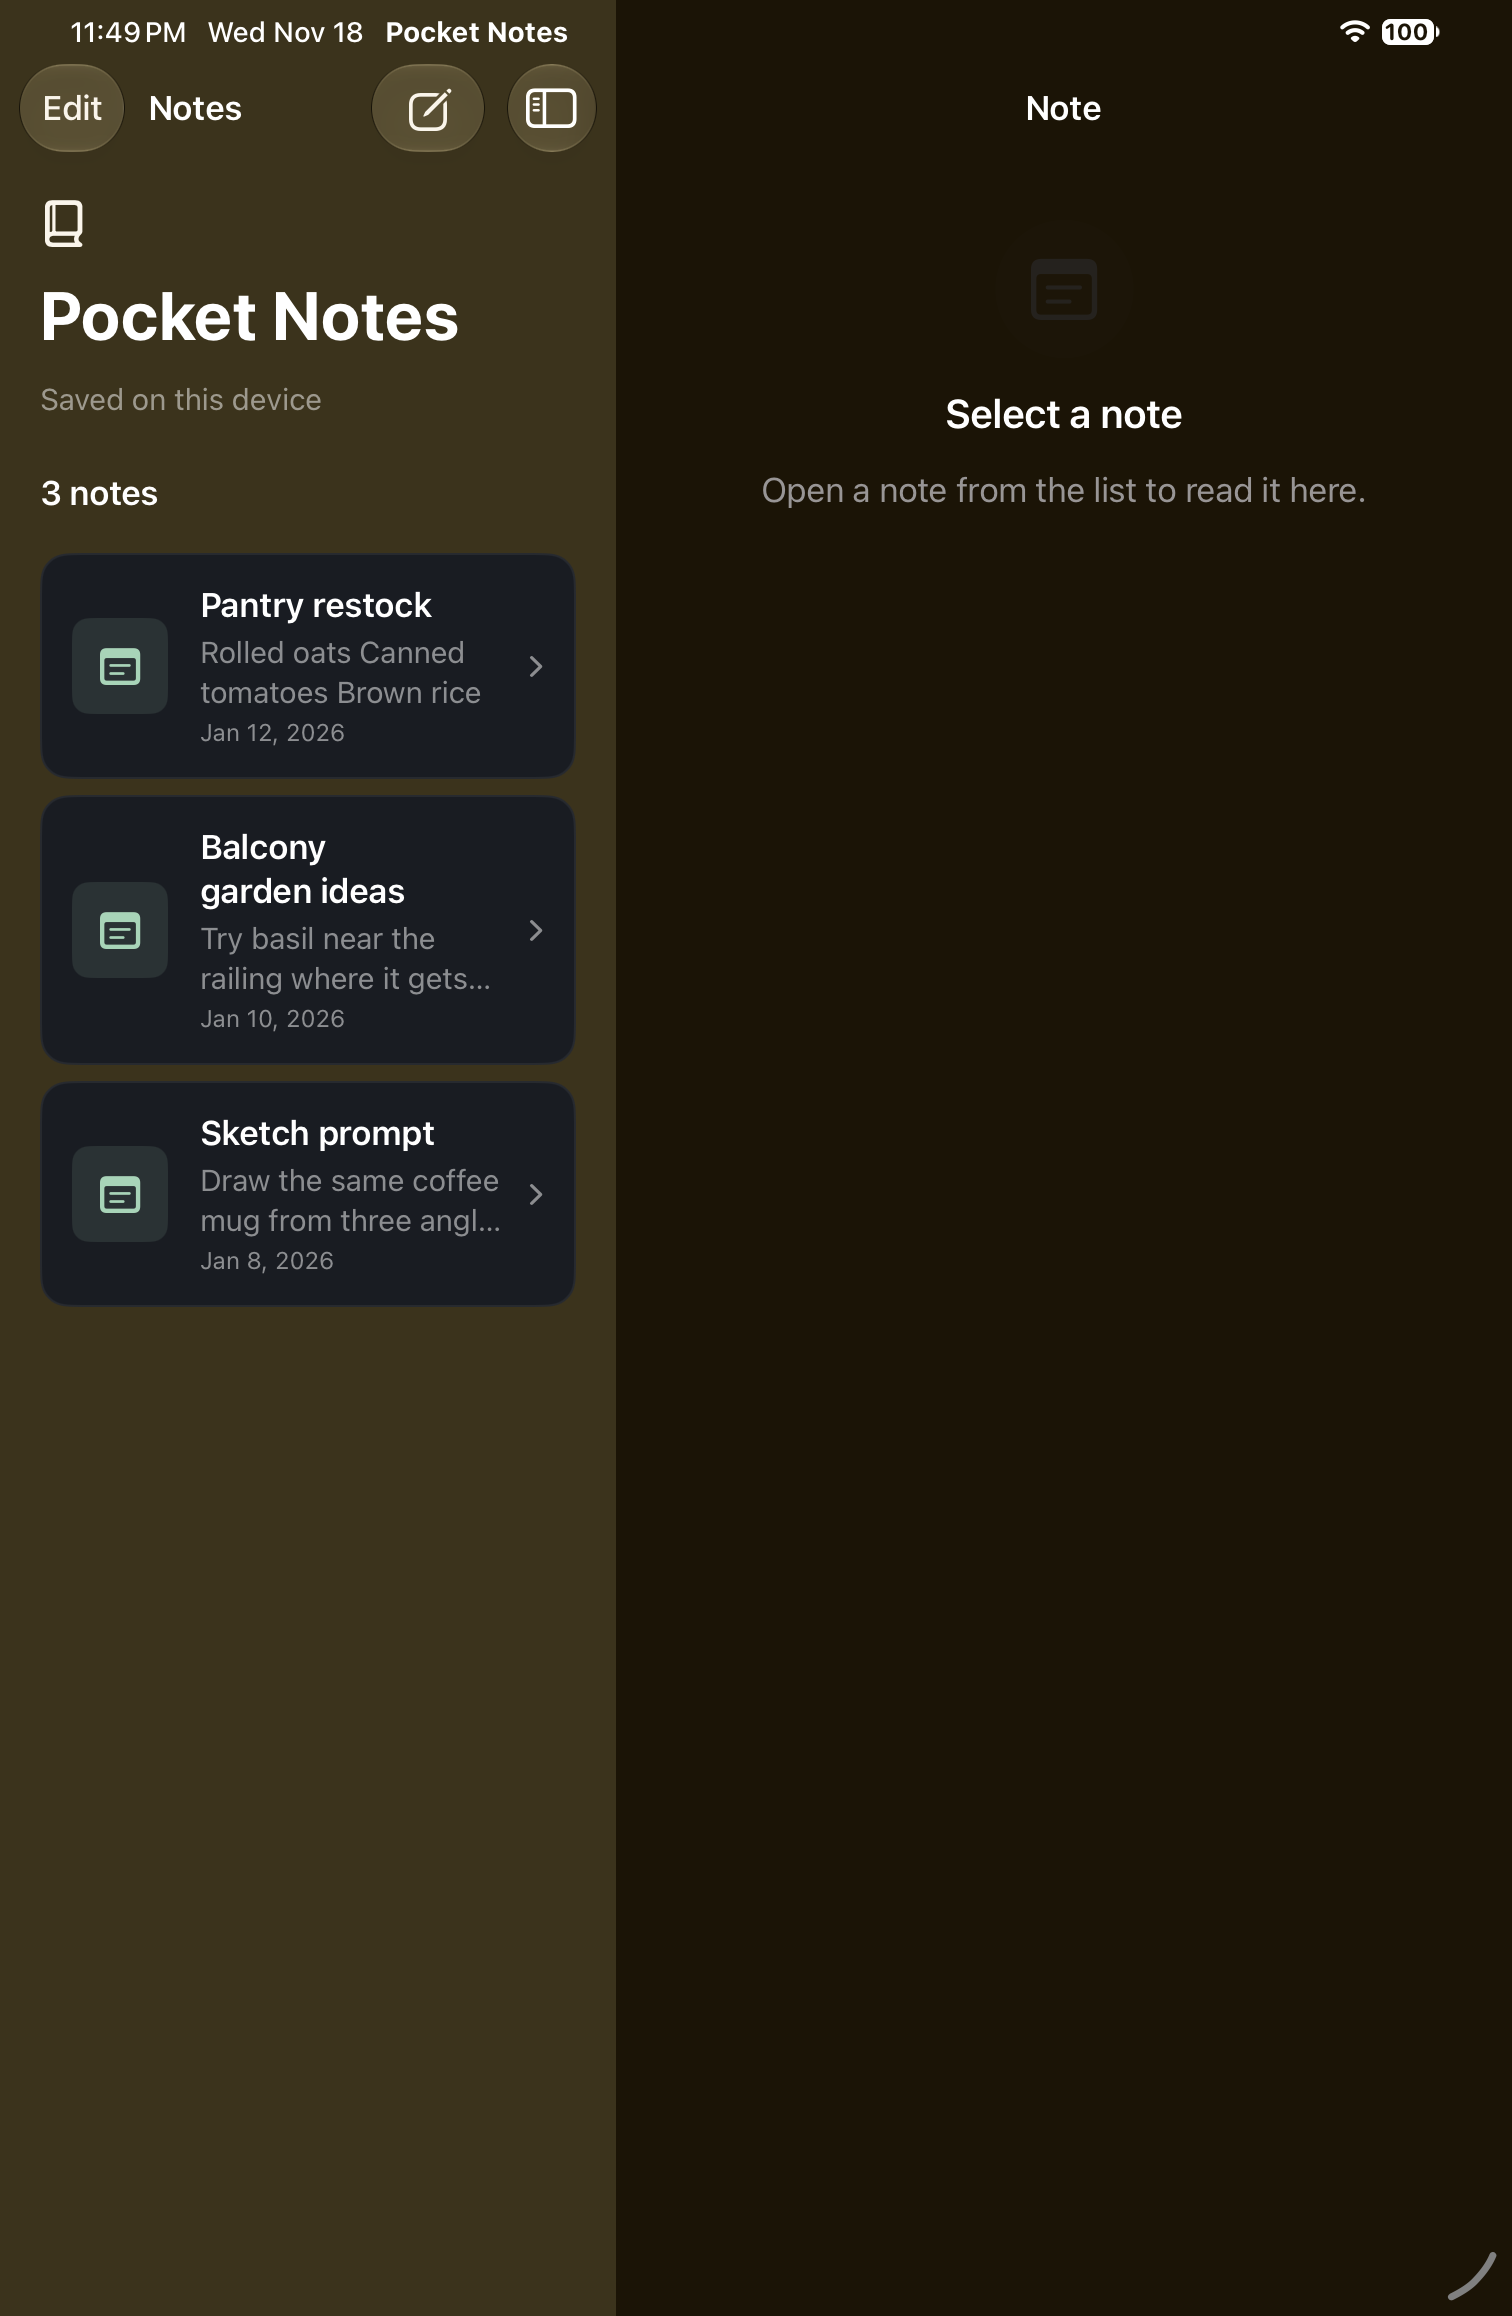 11:49 PM Wed Nov 18 Pocket Notes
100
Edit Notes
Note
Pocket Notes
Saved on this device
3 notes
Pantry restock
Rolled oats Canned
tomatoes Brown rice
Jan 12, 2026
Balcony
garden ideas
Try basil near the
railing where it gets...
Jan 10, 2026
Sketch prompt
Draw the same coffee
mug from three angl...
Jan 8, 2026
Select a note
Open a note from the list to read it here.